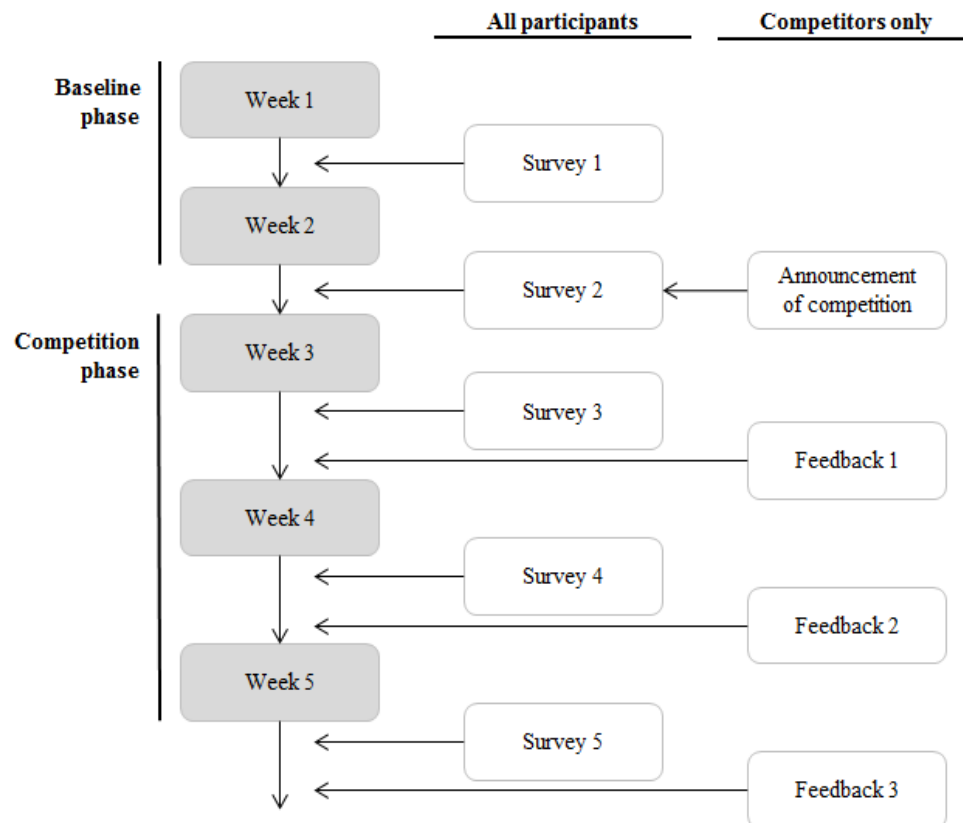 All participants
Competitors only
Baseline
phase
Week 1
Survey 1
Week 2
Survey 2
Announcement
of competition
Competition
phase
Week 3
Survey 3
Feedback 1
Week 4
Survey 4
Feedback 2
Week 5
Survey 5
Feedback 3